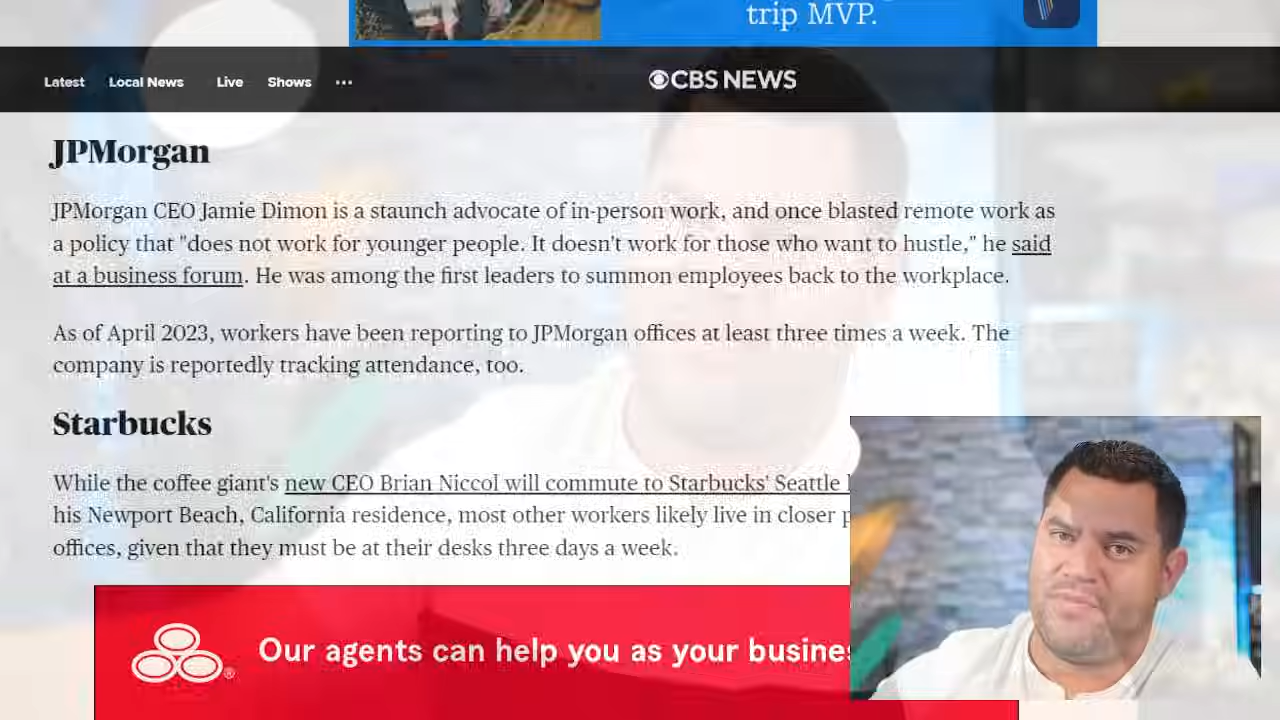 trip MVP.
Latest Local News Live Shows ...
CBS NEWS
JPMorgan
JPMorgan CEO Jamie Dimon is a staunch advocate of in-person work, and once blasted remote work as
a policy that "does not work for younger people. It doesn't work for those who want to hustle," he said
at a business forum. He was among the first leaders to summon employees back to the workplace.
As of April 2023, workers have been reporting to JPMorgan offices at least three times a week. The
company is reportedly tracking attendance, too.
Starbucks
While the coffee giant's new CEO Brian Niccol will commute to Starbucks' Seattle
his Newport Beach, California residence, most other workers likely live in closer
offices, given that they must be at their desks three days a week.
Our agents can help you as your